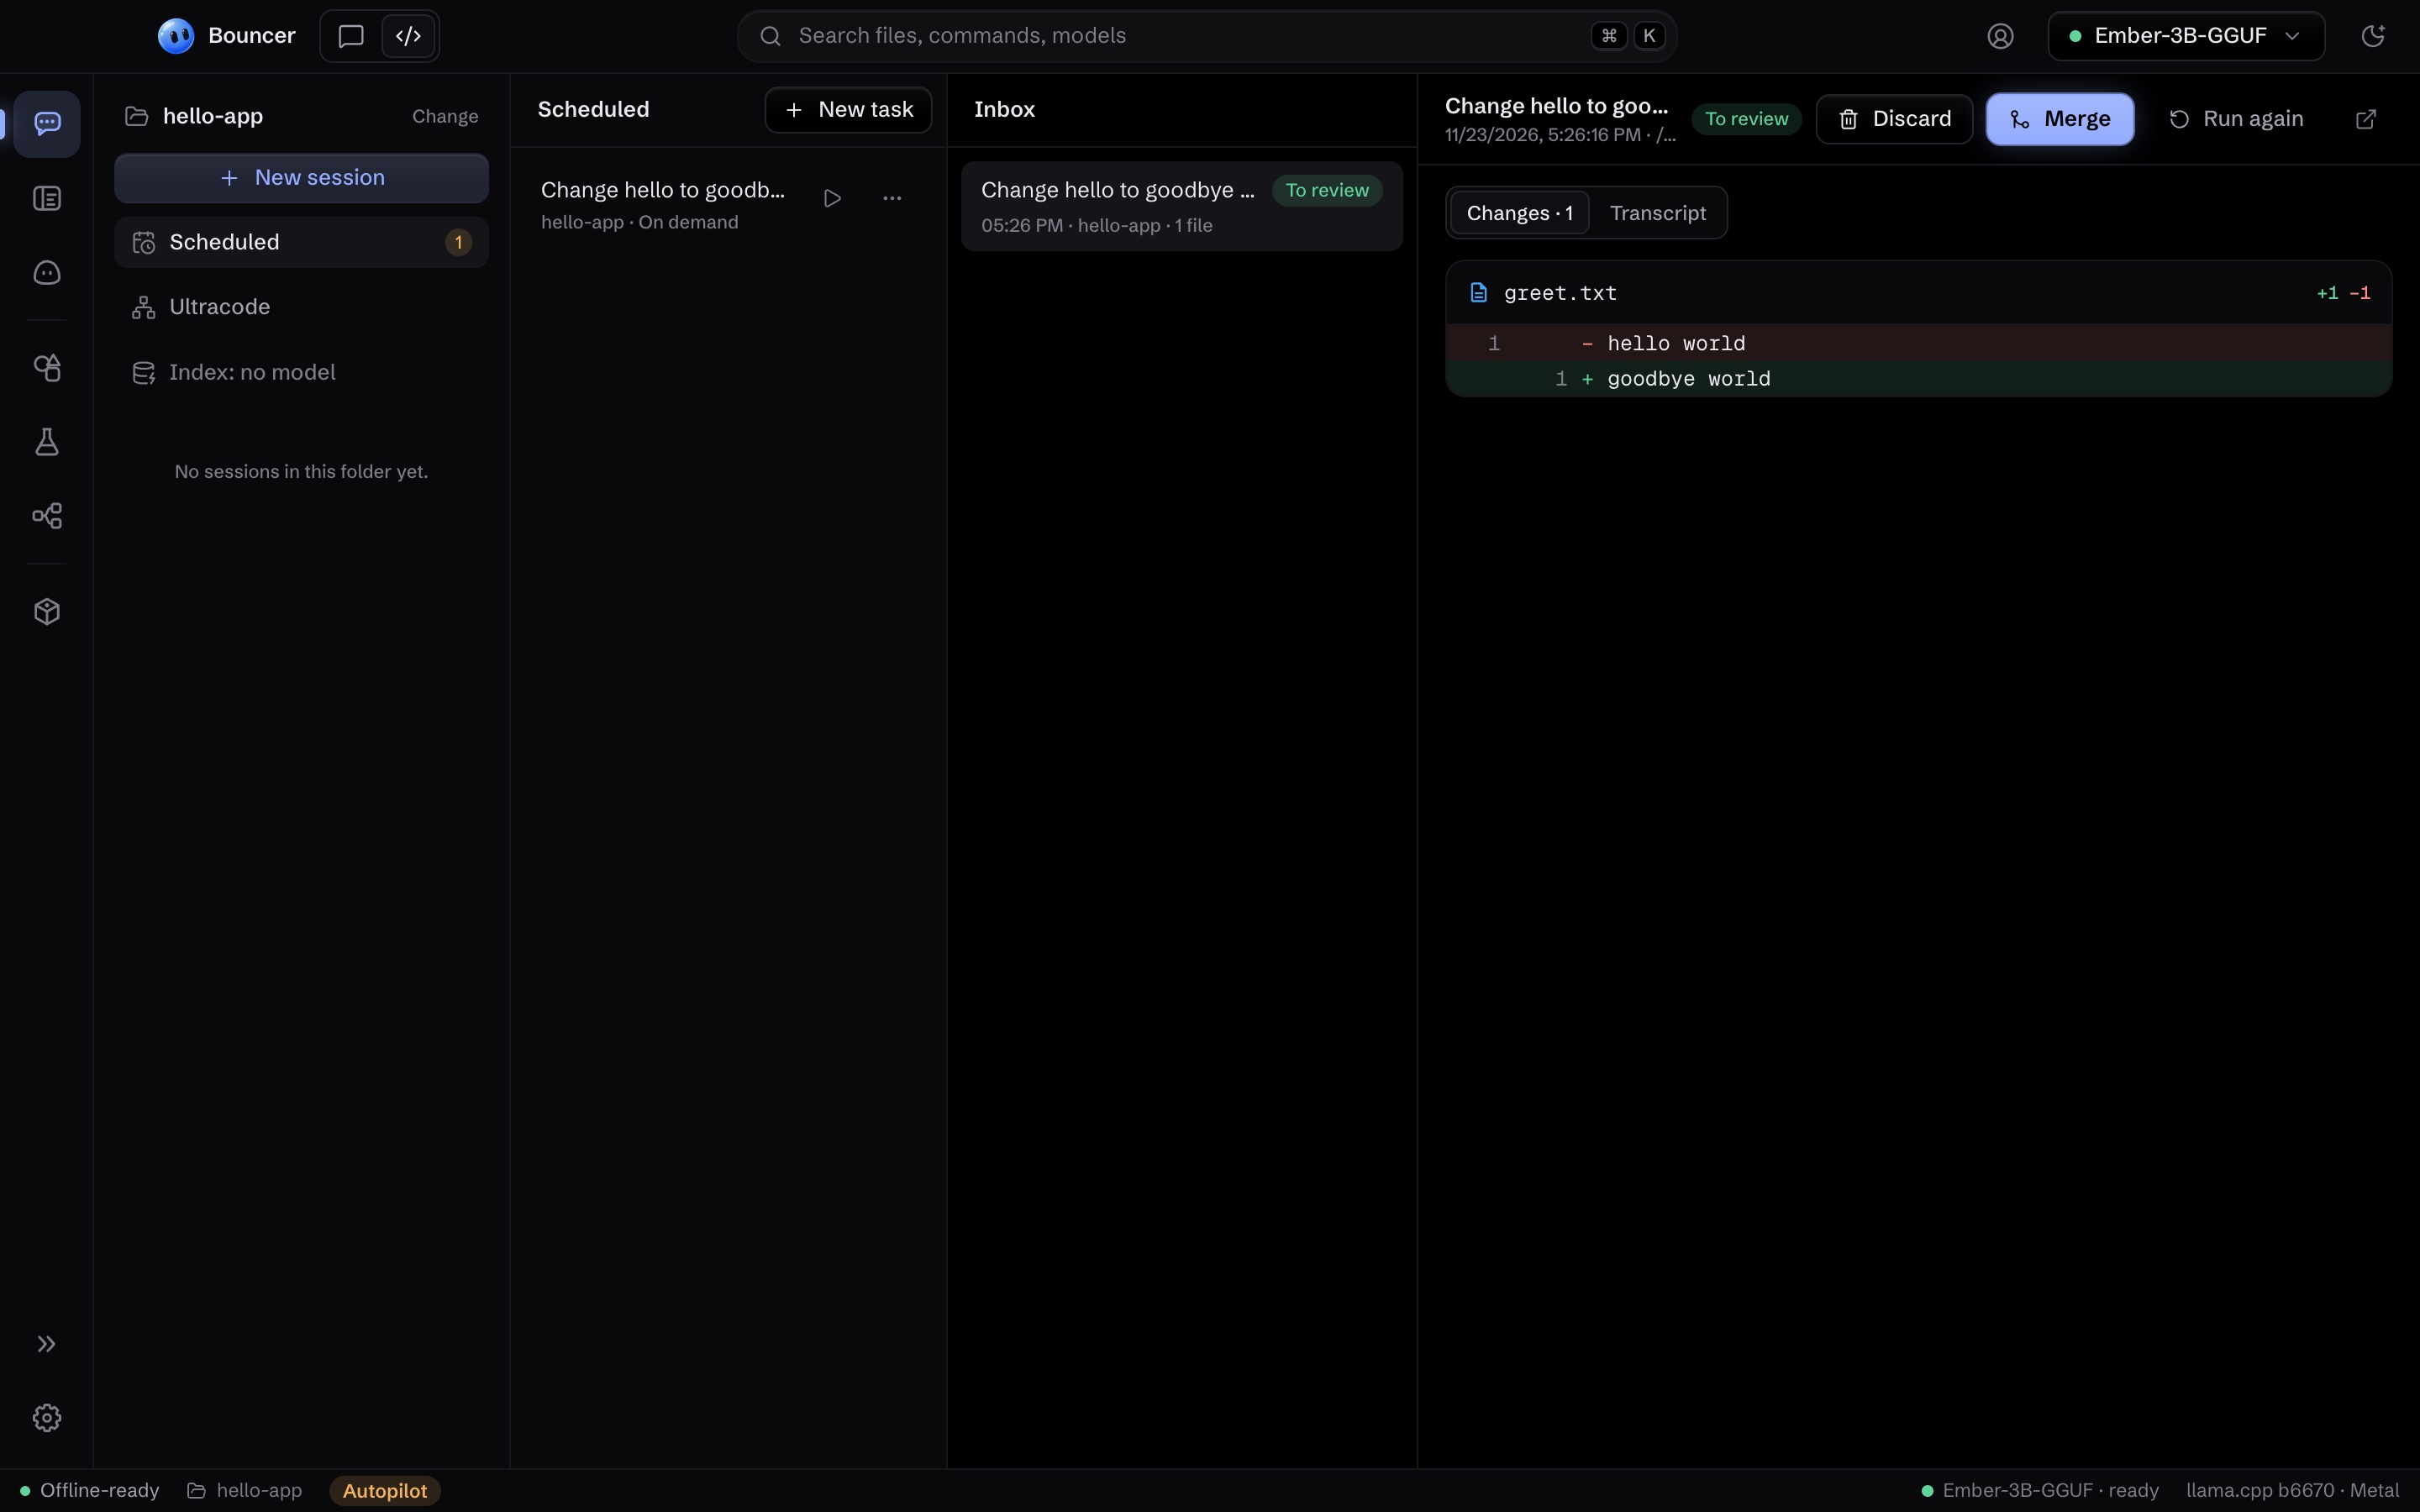 Bouncer
Search files, commands, models
⌘ K
Ember-3B-GGUF
hello-app
Change
New session
Scheduled
1
Ultracode
Index: no model
No sessions in this folder yet.
Scheduled
New task
Change hello to goodb...
hello-app · On demand
Inbox
Change hello to goodbye ...
To review
05:26 PM · hello-app · 1 file
Change hello to goo...
11/23/2026, 5:26:16 PM · /...
To review
Discard
Merge
Run again
Changes · 1
Transcript
greet.txt
+1 −1
1 − hello world
1 + goodbye world
Offline-ready
hello-app
Autopilot
Ember-3B-GGUF · ready
llama.cpp b6670 · Metal